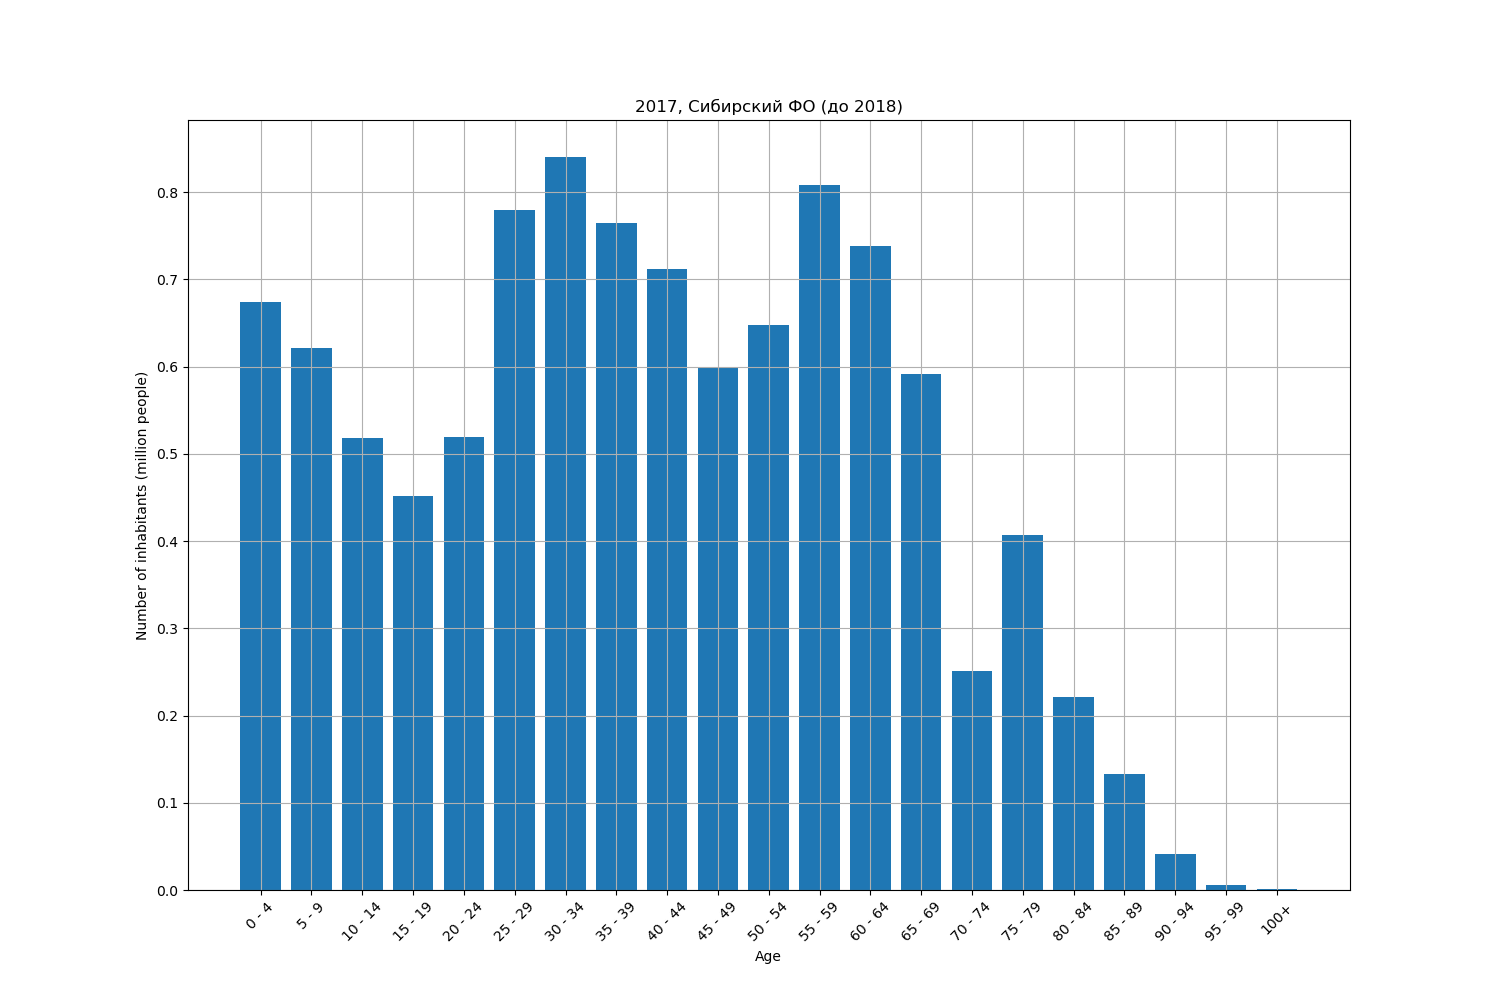 2017, Сибирский ФО (до 2018)
Number of inhabitants (million people)
0.8
0.7
0.6
0.5
0.4
0.3
0.2
0.1
0.0
0 - 4
5 - 9
10 - 14
15 - 19
20 - 24
25 - 29
30 - 34
35 - 39
40 - 44
45 - 49
50 - 54
55 - 59
60 - 64
65 - 69
70 - 74
75 - 79
80 - 84
85 - 89
90 - 94
95 - 99
100+
Age